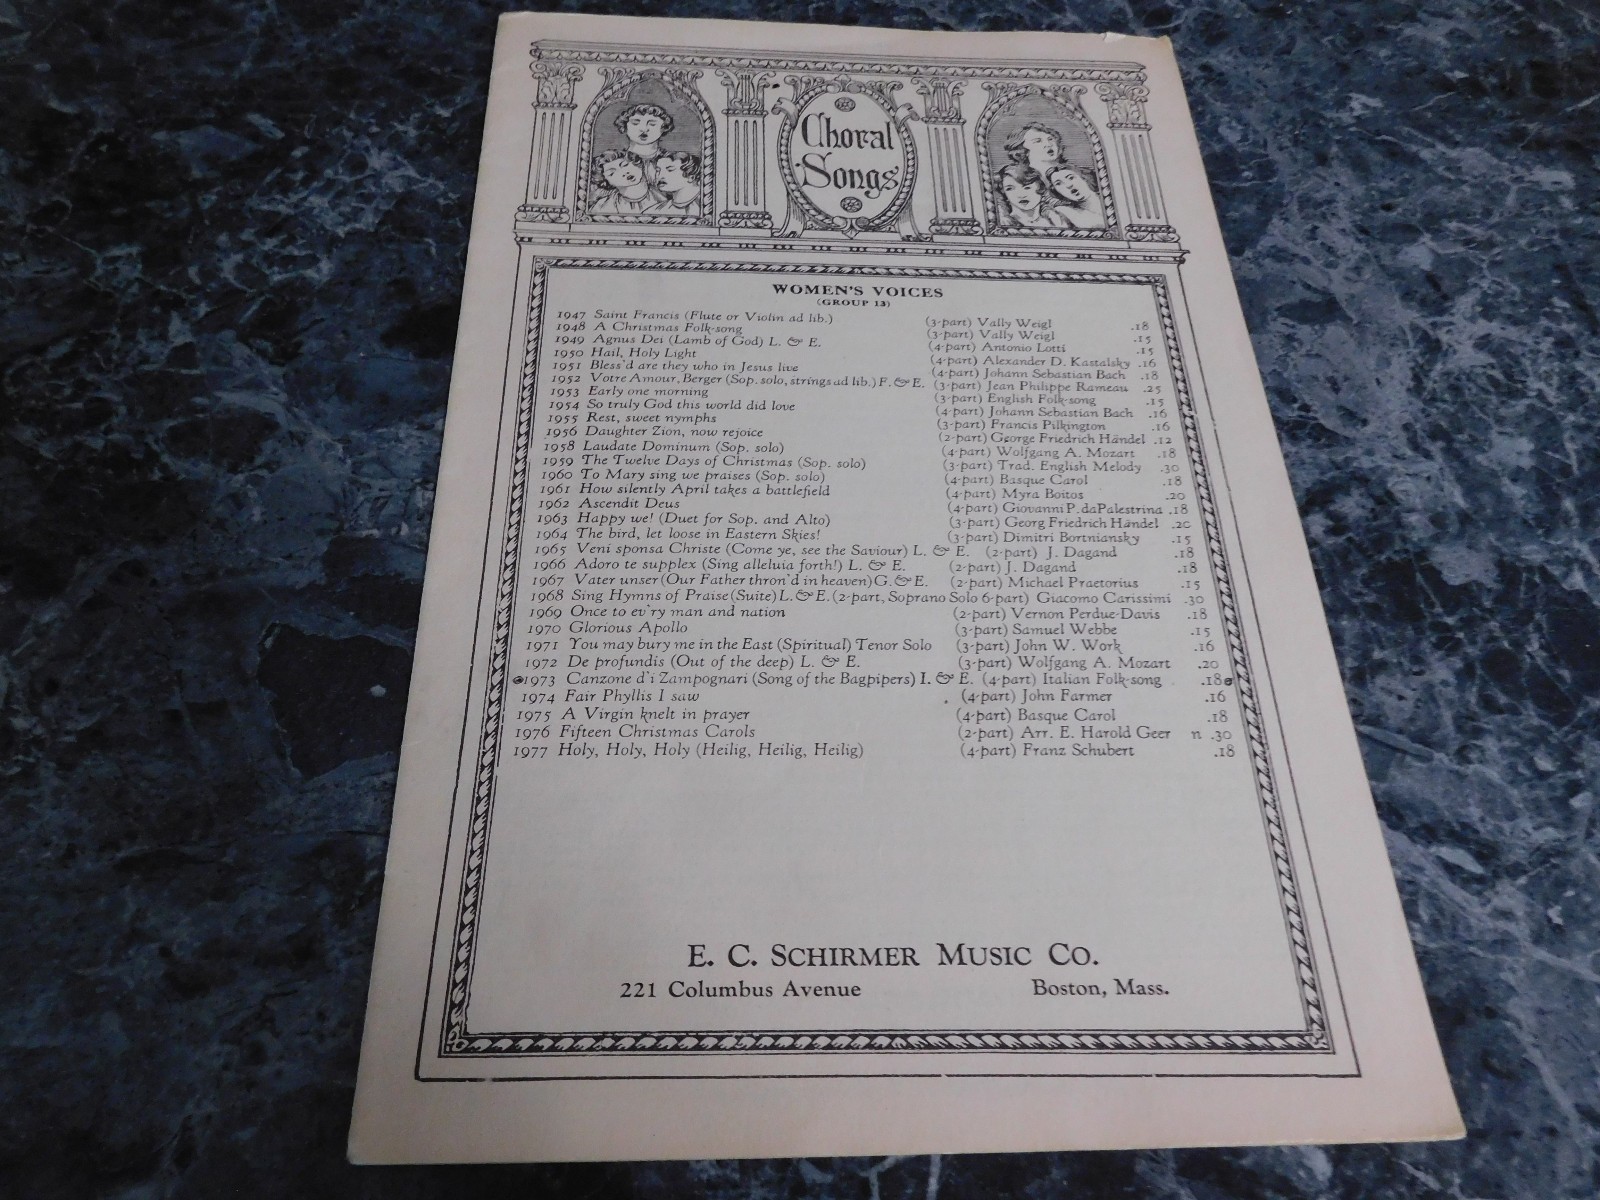 Choral
Songs
WOMEN'S VOICES
(GROUP 13)
1947 Saint Francis (Flute or Violin ad lib.) (3-part) Vally Weigl .18
1948 A Christmas Folk-song (3-part) Vally Weigl .15
1949 Agnus Dei (Lamb of God) L. & E. (4-part) Antonio Lotti .15
1950 Hail, Holy Light (4-part) Alexander D. Kastalsky .16
1951 Bless'd are they who in Jesus live (4-part) Johann Sebastian Bach .18
1952 Votre Amour, Berger (Sop. solo, strings ad lib.) F. & E. (3-part) Jean Philippe Rameau .25
1953 Early one morning (3-part) English Folk-song .15
1954 So truly God this world did love (4-part) Johann Sebastian Bach .16
1955 Rest, sweet nymphs (3-part) Francis Pilkington .16
1956 Daughter Zion, now rejoice (2-part) George Friedrich Händel .12
1958 Laudate Dominum (Sop. solo) (4-part) Wolfgang A. Mozart .18
1959 The Twelve Days of Christmas (Sop. solo) (3-part) Trad. English Melody .30
1960 To Mary sing we praises (Sop. solo) (4-part) Basque Carol .18
1961 How silently April takes a battlefield (4-part) Myra Boitos .20
1962 Ascendit Deus (4-part) Giovanni P. da Palestrina .18
1963 Happy we! (Duet for Sop. and Alto) (3-part) Georg Friedrich Händel .20
1964 The bird, let loose in Eastern Skies! (3-part) Dimitri Bortniansky .15
1965 Veni sponsa Christe (Come ye, see the Saviour) L. & E. (2-part) J. Dagand .18
1966 Adoro te supplex (Sing alleluia forth!) L. & E. (2-part) J. Dagand .18
1967 Vater unser (Our Father thron'd in heaven) G. & E. (2-part) Michael Praetorius .15
1968 Sing Hymns of Praise (Suite) L. & E. (2-part, Soprano Solo 6-part) Giacomo Carissimi .30
1969 Once to ev'ry man and nation (2-part) Vernon Perdue-Davis .18
1970 Glorious Apollo (3-part) Samuel Webbe .15
1971 You may bury me in the East (Spiritual) Tenor Solo (3-part) John W. Work .16
1972 De profundis (Out of the deep) L. & E. (3-part) Wolfgang A. Mozart .20
1973 Canzone d'i Zampognari (Song of the Bagpipers) I. & E. (4-part) Italian Folk-song .18
1974 Fair Phyllis I saw (4-part) John Farmer .16
1975 A Virgin knelt in prayer (4-part) Basque Carol .18
1976 Fifteen Christmas Carols (2-part) Arr. E. Harold Geer n .30
1977 Holy, Holy, Holy (Heilig, Heilig, Heilig) (4-part) Franz Schubert .18
E. C. SCHIRMER MUSIC CO.
221 Columbus Avenue Boston, Mass.